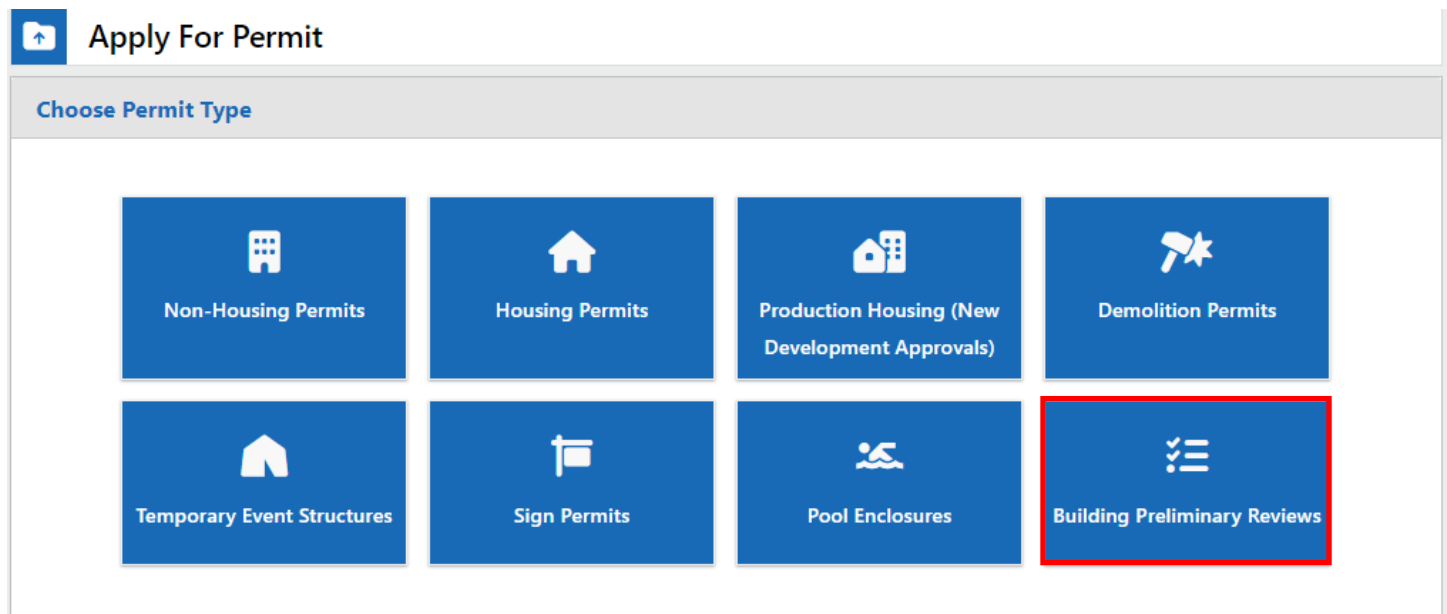 Apply For Permit
Choose Permit Type
Non-Housing Permits
Housing Permits
Production Housing (New
Development Approvals)
Demolition Permits
Temporary Event Structures
Sign Permits
Pool Enclosures
Building Preliminary Reviews